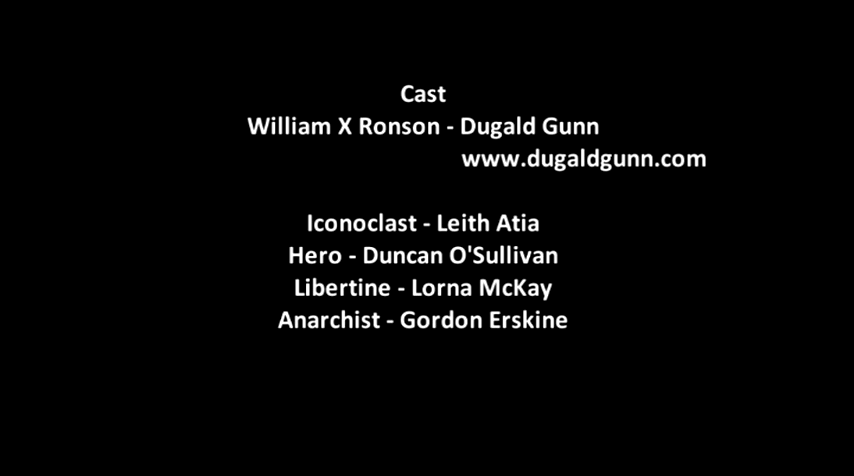 Cast
William X Ronson - Dugald Gunn
www.dugaldgunn.com
Iconoclast - Leith Atia
Hero - Duncan O'Sullivan
Libertine - Lorna McKay
Anarchist - Gordon Erskine